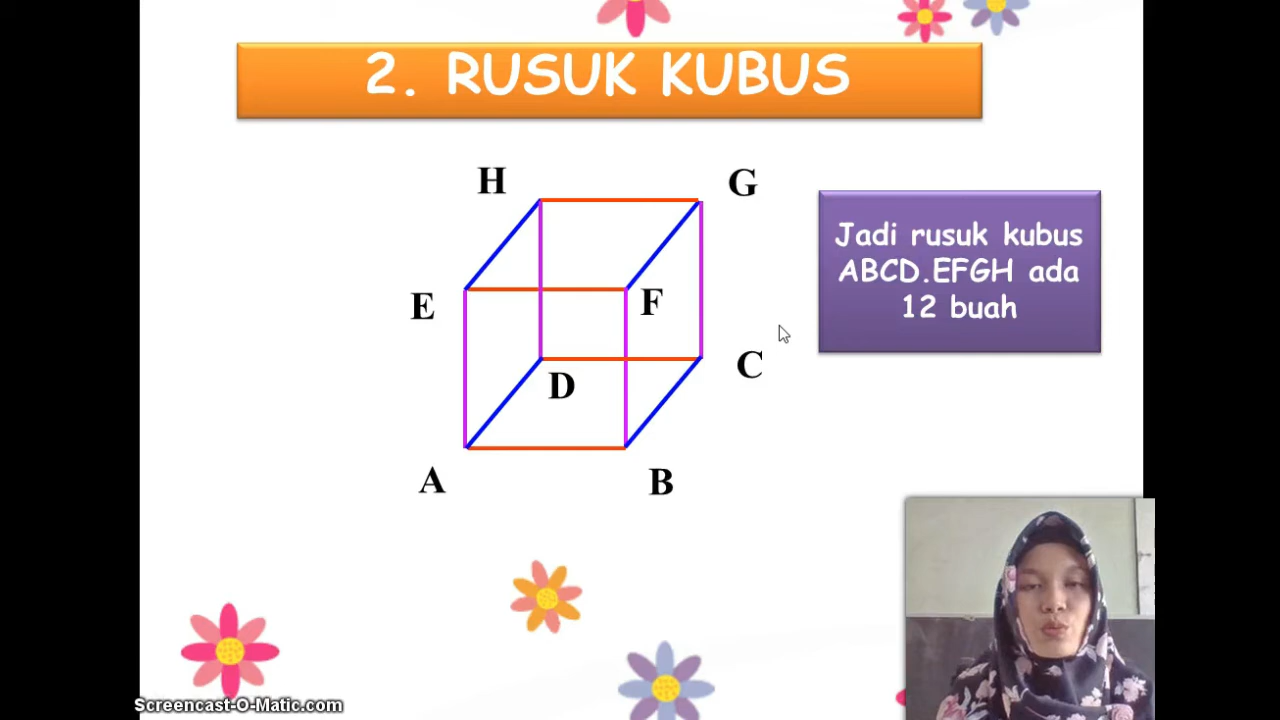 2. RUSUK KUBUS
H
G
Jadi rusuk kubus
ABCD.EFGH ada
12 buah
E
F
D
C
A
B
Screencast-O-Matic.com